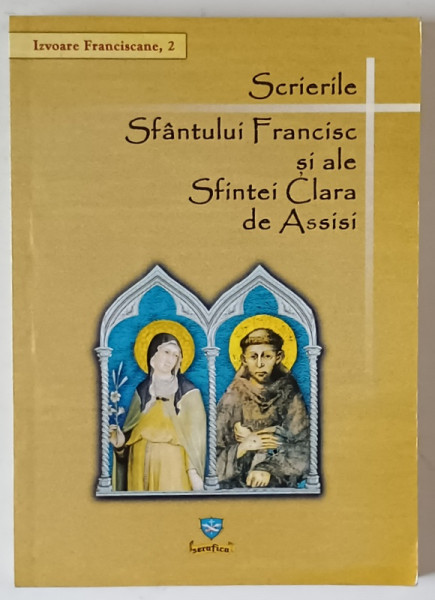 Izvoare Franciscane, 2
Scrierile
Sfântului Francisc
și ale
Sfintei Clara
de Assisi
Serafica